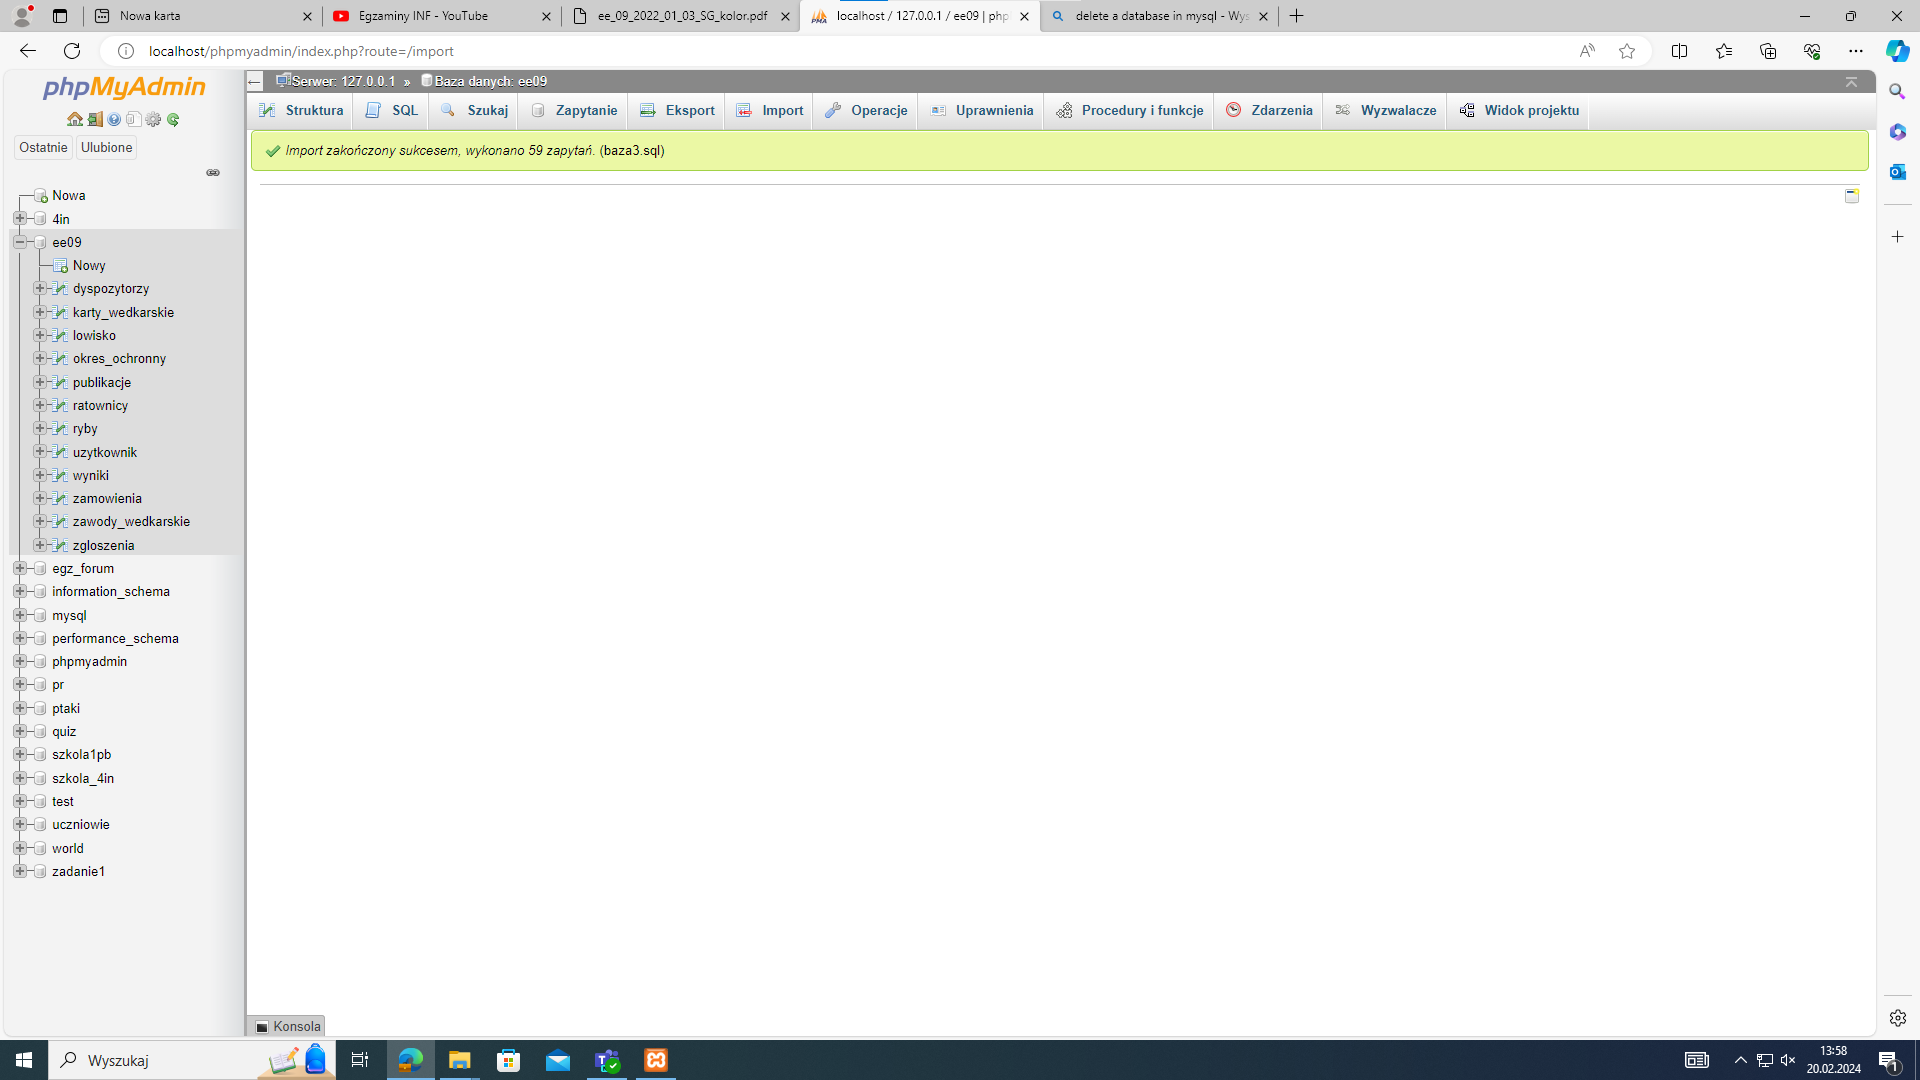 Nowa karta
Egzaminy INF - YouTube
ee_09_2022_01_03_SG_kolor.pdf
localhost / 127.0.0.1 / ee09 | php
delete a database in mysql - Wys
localhost/phpmyadmin/index.php?route=/import
phpMyAdmin
Ostatnie
Ulubione
Nowa
4in
ee09
Nowy
dyspozytorzy
karty_wedkarskie
lowisko
okres_ochronny
publikacje
ratownicy
ryby
uzytkownik
wyniki
zamowienia
zawody_wedkarskie
zgloszenia
egz_forum
information_schema
mysql
performance_schema
phpmyadmin
pr
ptaki
quiz
szkola1pb
szkola_4in
test
uczniowie
world
zadanie1
Serwer: 127.0.0.1 » Baza danych: ee09
Struktura
SQL
Szukaj
Zapytanie
Eksport
Import
Operacje
Uprawnienia
Procedury i funkcje
Zdarzenia
Wyzwalacze
Widok projektu
Import zakończony sukcesem, wykonano 59 zapytań. (baza3.sql)
Konsola
Wyszukaj
13:58
20.02.2024
1